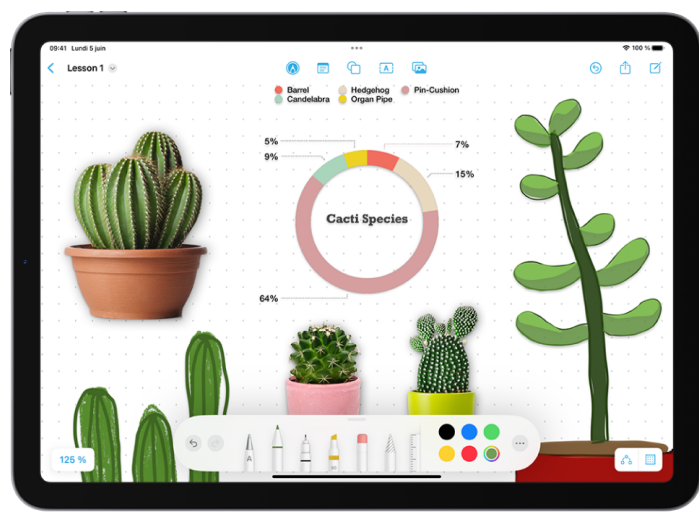 09:41 Lundi 5 juin
100 %
Lesson 1
A
Barrel Hedgehog Pin-Cushion
Candelabra Organ Pipe
5%
7%
9%
15%
Cacti Species
64%
A
125 %